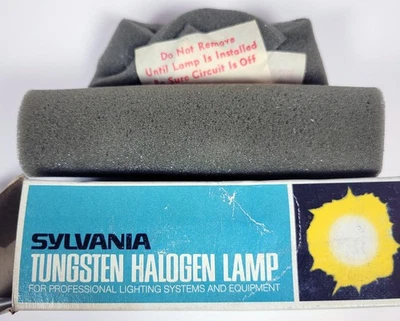 Do Not Remove
Until Lamp Is Installed
Be Sure Circuit Is Off
SYLVANIA
TUNGSTEN HALOGEN LAMP
FOR PROFESSIONAL LIGHTING SYSTEMS AND EQUIPMENT